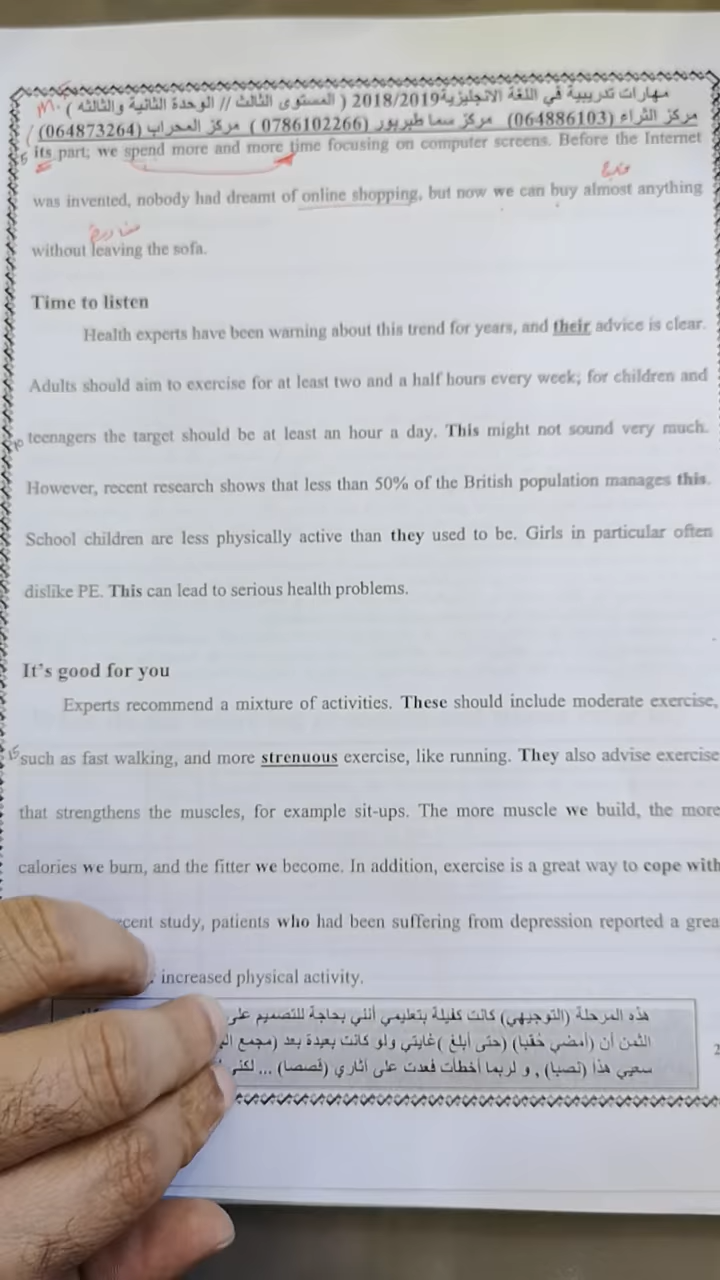 مهارات تدريبية في اللغة الانجليزية 2018/2019 ( المستوى الثالث // الوحدة الثانية والثالثه )
مركز الثراء (064886103) مركز سما طبربور (0786102266 ) مركز المحراب (064873264) /
its part; we spend more and more time focusing on computer screens. Before the Internet
was invented, nobody had dreamt of online shopping, but now we can buy almost anything
without leaving the sofa.
Time to listen
Health experts have been warning about this trend for years, and their advice is clear.
Adults should aim to exercise for at least two and a half hours every week; for children and
10 teenagers the target should be at least an hour a day. This might not sound very much.
However, recent research shows that less than 50% of the British population manages this.
School children are less physically active than they used to be. Girls in particular often
dislike PE. This can lead to serious health problems.
It's good for you
Experts recommend a mixture of activities. These should include moderate exercise,
15 such as fast walking, and more strenuous exercise, like running. They also advise exercise
that strengthens the muscles, for example sit-ups. The more muscle we build, the more
calories we burn, and the fitter we become. In addition, exercise is a great way to cope with
study, patients who had been suffering from depression reported a
increased physical activity.
هذه المرحلة (التوجيهي) كانت كفيلة بتعليمي أنني بحاجة للتصميم على
الثمن أن (أمضي حُقبا) (حتى أبلغ )غايتي ولو كانت بعيدة بعد (مجمع
سعيي هذا (نصبا) , و لربما أخطأت فعدت على آثاري (قصصا) ... لكني
2